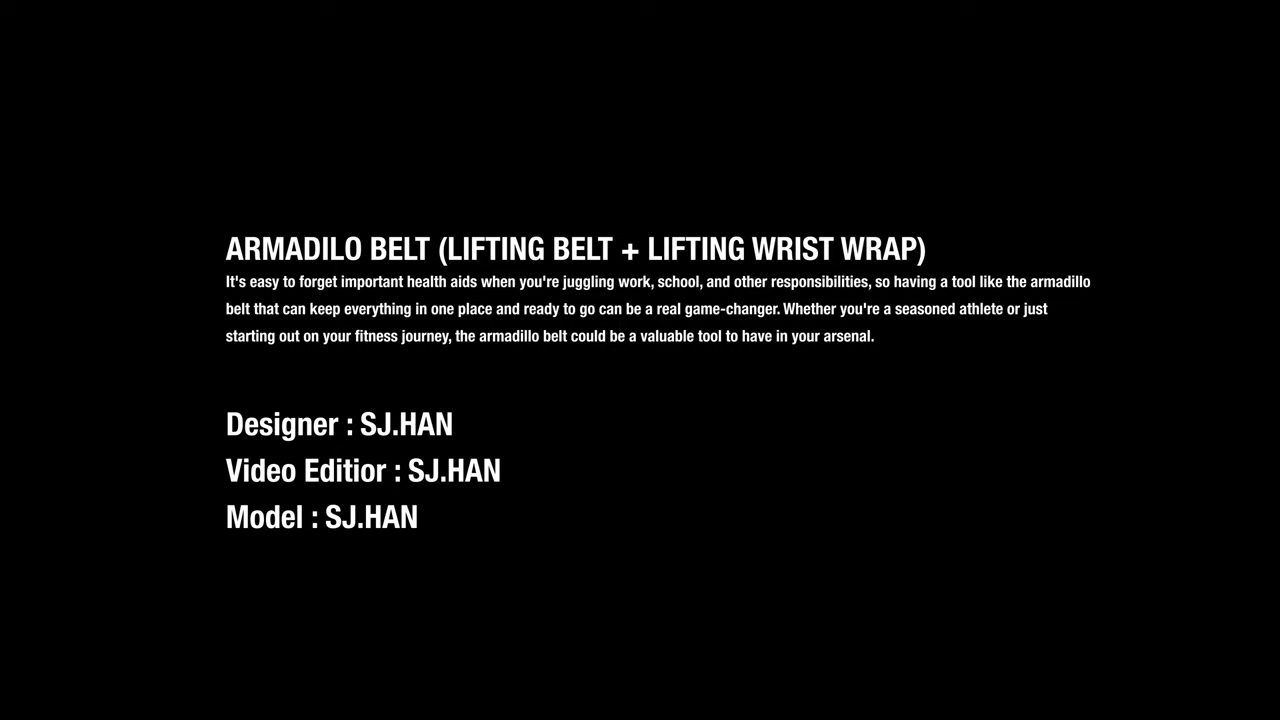 ARMADILO BELT (LIFTING BELT + LIFTING WRIST WRAP)
It's easy to forget important health aids when you're juggling work, school, and other responsibilities, so having a tool like the armadillo
belt that can keep everything in one place and ready to go can be a real game-changer. Whether you're a seasoned athlete or just
starting out on your fitness journey, the armadillo belt could be a valuable tool to have in your arsenal.
Designer : SJ.HAN
Video Editior : SJ.HAN
Model : SJ.HAN